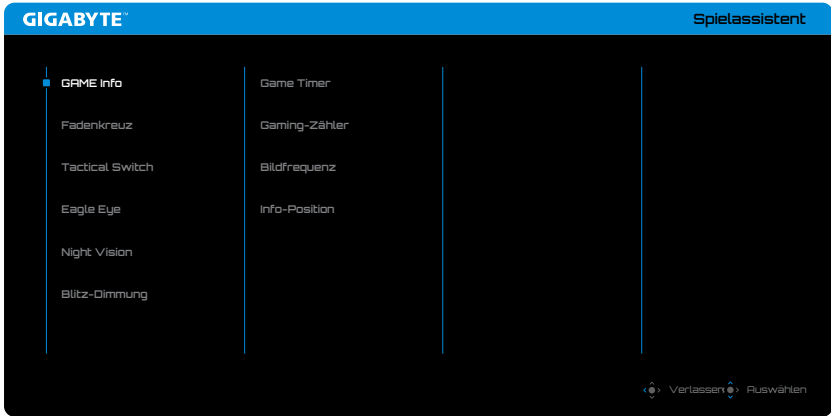 GIGABYTE™
Spielassistent
GAME Info
Fadenkreuz
Tactical Switch
Eagle Eye
Night Vision
Blitz-Dimmung
Game Timer
Gaming-Zähler
Bildfrequenz
Info-Position
Verlassen
Auswählen